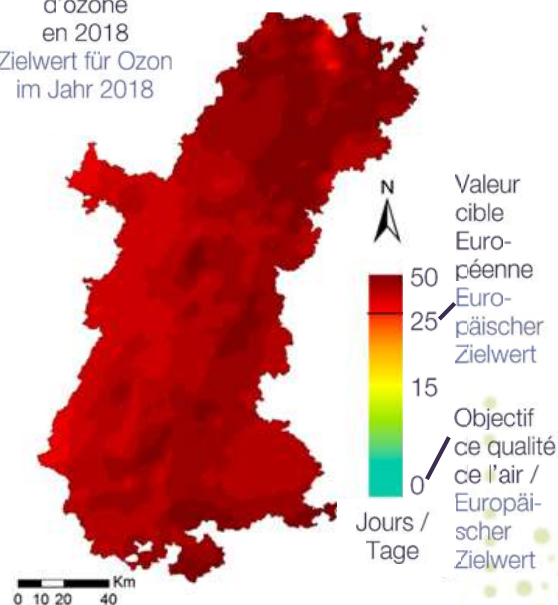 d'ozone
en 2018
Zielwert für Ozon
im Jahr 2018
N
50
25
15
0
Jours /
Tage
Valeur
cible
Euro-
péenne
Euro-
päischer
Zielwert
Objectif
ce qualité
ce l'air /
Europäi-
scher
Zielwert
Km
0 10 20 40